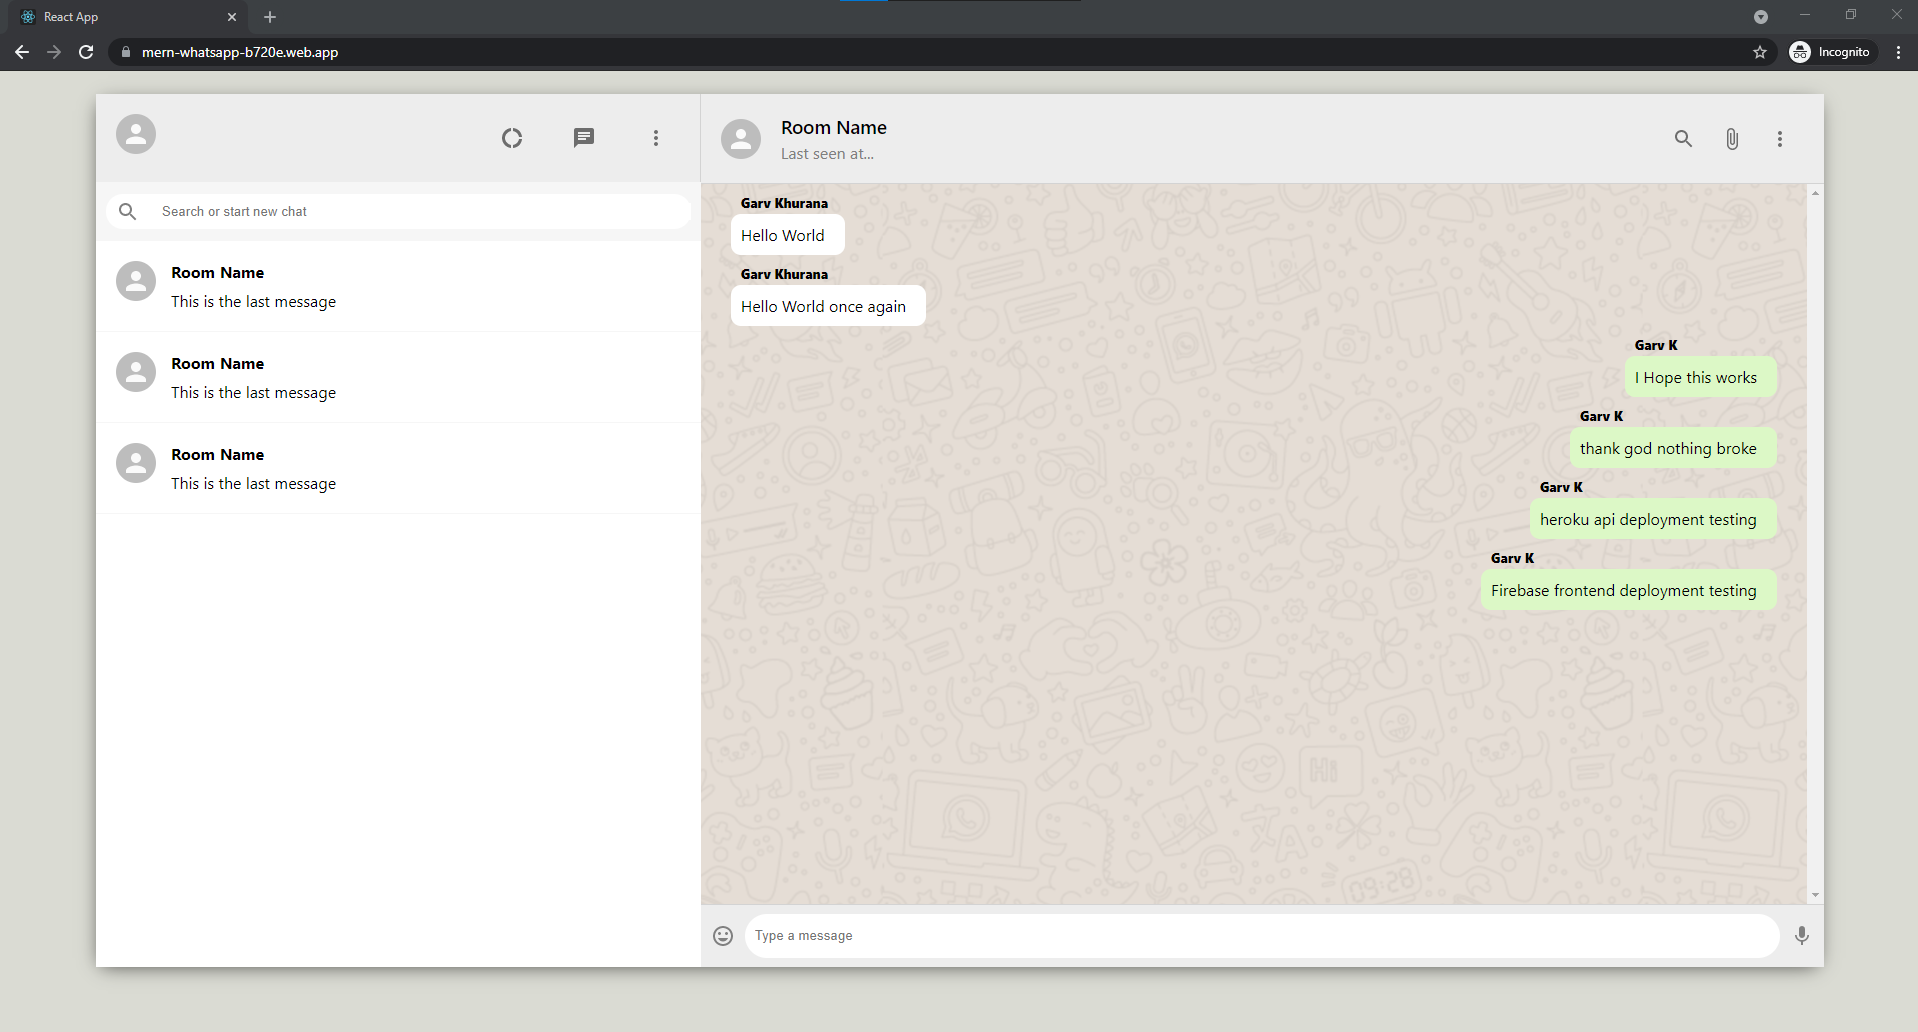 React App
mern-whatsapp-b720e.web.app
Incognito
Room Name
Last seen at...
Search or start new chat
Room Name
This is the last message
Room Name
This is the last message
Room Name
This is the last message
Garv Khurana
Hello World
Garv Khurana
Hello World once again
Garv K
I Hope this works
Garv K
thank god nothing broke
Garv K
heroku api deployment testing
Garv K
Firebase frontend deployment testing
Hi
09:28
Type a message